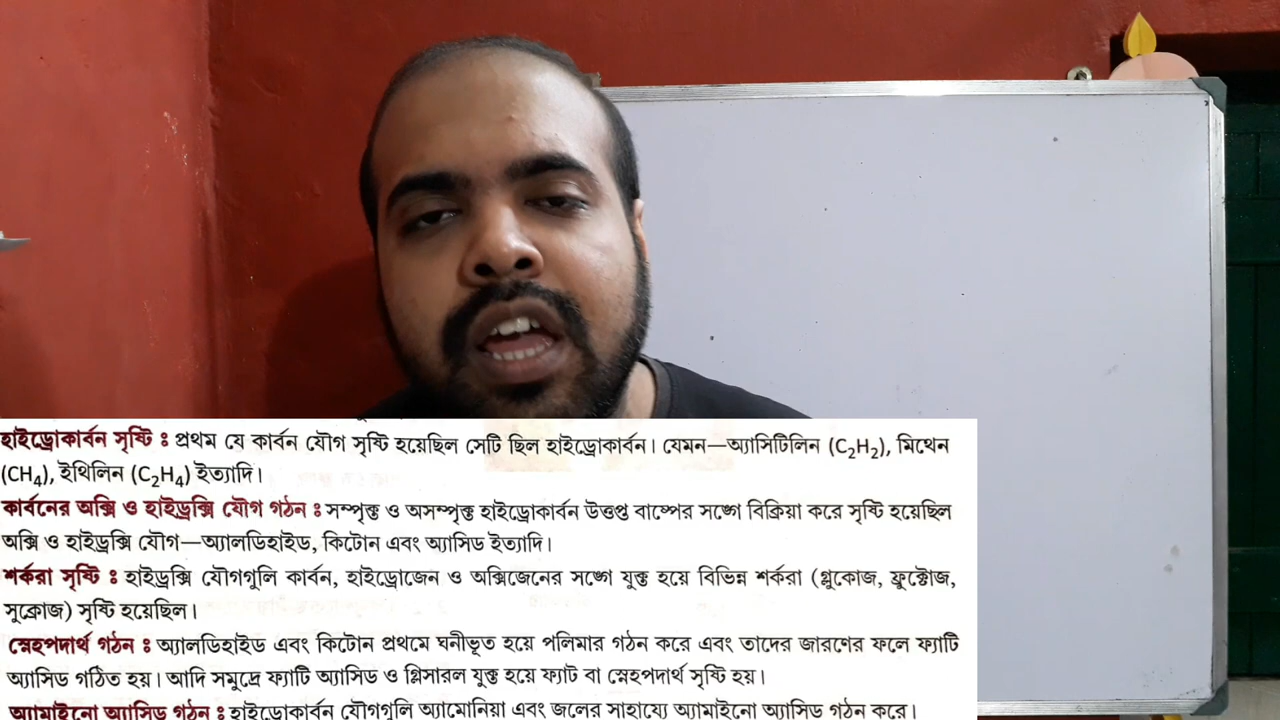 হাইড্রোকার্বন সৃষ্টি ঃ প্রথম যে কার্বন যৌগ সৃষ্টি হয়েছিল সেটি ছিল হাইড্রোকার্বন। যেমন—অ্যাসিটিলিন (C₂H₂), মিথেন
(CH₄), ইথিলিন (C₂H₄) ইত্যাদি।
কার্বনের অক্সি ও হাইড্রক্সি যৌগ গঠন ঃ সম্পৃক্ত ও অসম্পৃক্ত হাইড্রোকার্বন উত্তপ্ত বাষ্পের সঙ্গে বিক্রিয়া করে সৃষ্টি হয়েছিল
অক্সি ও হাইড্রক্সি যৌগ—অ্যালডিহাইড, কিটোন এবং অ্যাসিড ইত্যাদি।
শর্করা সৃষ্টি ঃ হাইড্রক্সি যৌগগুলি কার্বন, হাইড্রোজেন ও অক্সিজেনের সঙ্গে যুক্ত হয়ে বিভিন্ন শর্করা (গ্লুকোজ, ফ্রুক্টোজ,
সুক্রোজ) সৃষ্টি হয়েছিল।
স্নেহপদার্থ গঠন ঃ অ্যালডিহাইড এবং কিটোন প্রথমে ঘনীভূত হয়ে পলিমার গঠন করে এবং তাদের জারণের ফলে ফ্যাটি
অ্যাসিড গঠিত হয়। আদি সমুদ্রে ফ্যাটি অ্যাসিড ও গ্লিসারল যুক্ত হয়ে ফ্যাট বা স্নেহপদার্থ সৃষ্টি হয়।
অ্যামাইনো অ্যাসিড গঠন ঃ হাইড্রোকার্বন যৌগগুলি অ্যামোনিয়া এবং জলের সাহায্যে অ্যামাইনো অ্যাসিড গঠন করে।